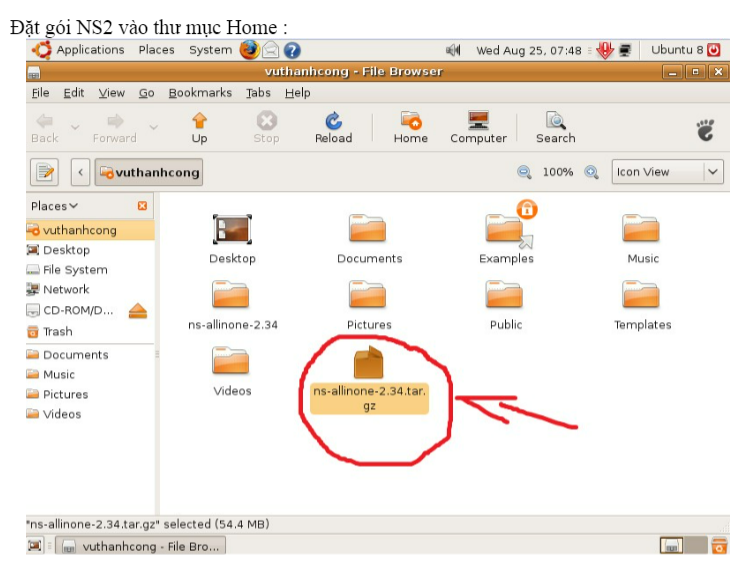 Đặt gói NS2 vào thư mục Home :
Applications Places System Wed Aug 25, 07:48 Ubuntu 8
vuthanhcong - File Browser
File Edit View Go Bookmarks Tabs Help
Back Forward Up Stop Reload Home Computer Search
vuthanhcong 100% Icon View
Places
vuthanhcong
Desktop
File System
Network
CD-ROM/D...
Trash
Documents
Music
Pictures
Videos
Desktop Documents Examples Music
ns-allinone-2.34 Pictures Public Templates
Videos ns-allinone-2.34.tar.
gz
"ns-allinone-2.34.tar.gz" selected (54.4 MB)
vuthanhcong - File Bro...